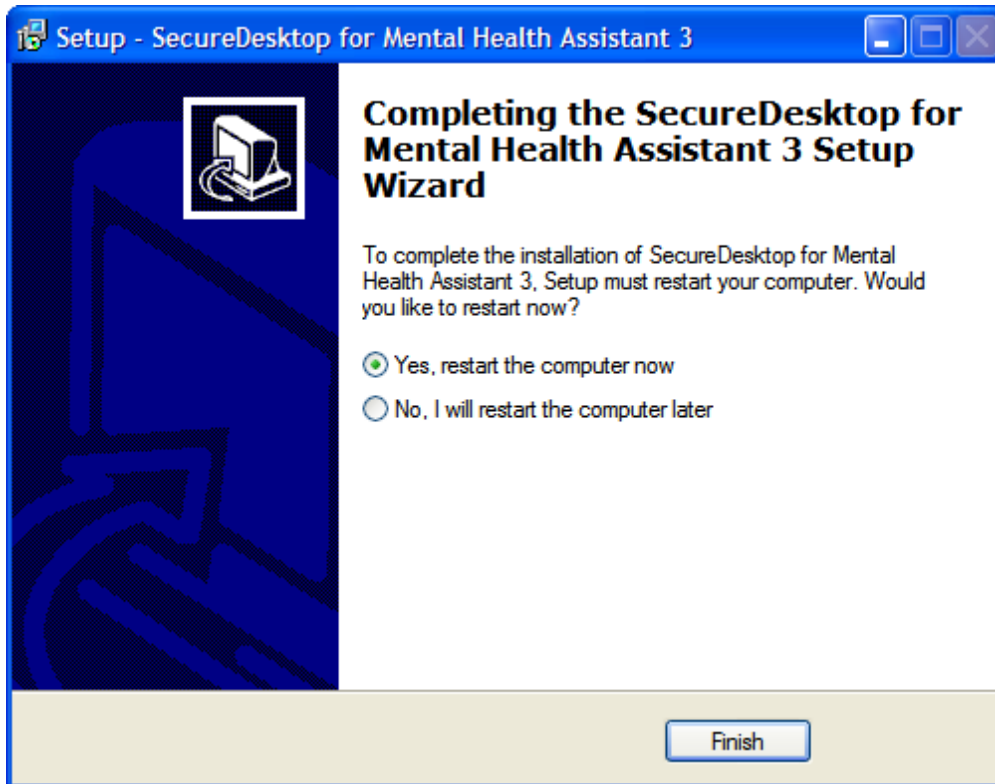 Setup - SecureDesktop for Mental Health Assistant 3
Completing the SecureDesktop for
Mental Health Assistant 3 Setup
Wizard
To complete the installation of SecureDesktop for Mental
Health Assistant 3, Setup must restart your computer. Would
you like to restart now?
Yes, restart the computer now
No, I will restart the computer later
Finish